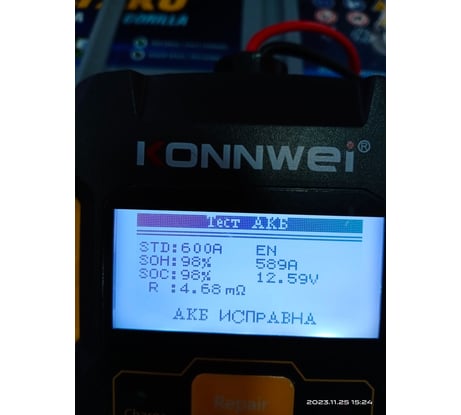 GORILLA
KONNWEI®
Тест АКБ
STD:600A EN
SOH:98% 589A
SOC:98% 12.59V
R :4.68mΩ
АКБ ИСПРАВНА
Repair
2023.11.25 15:24